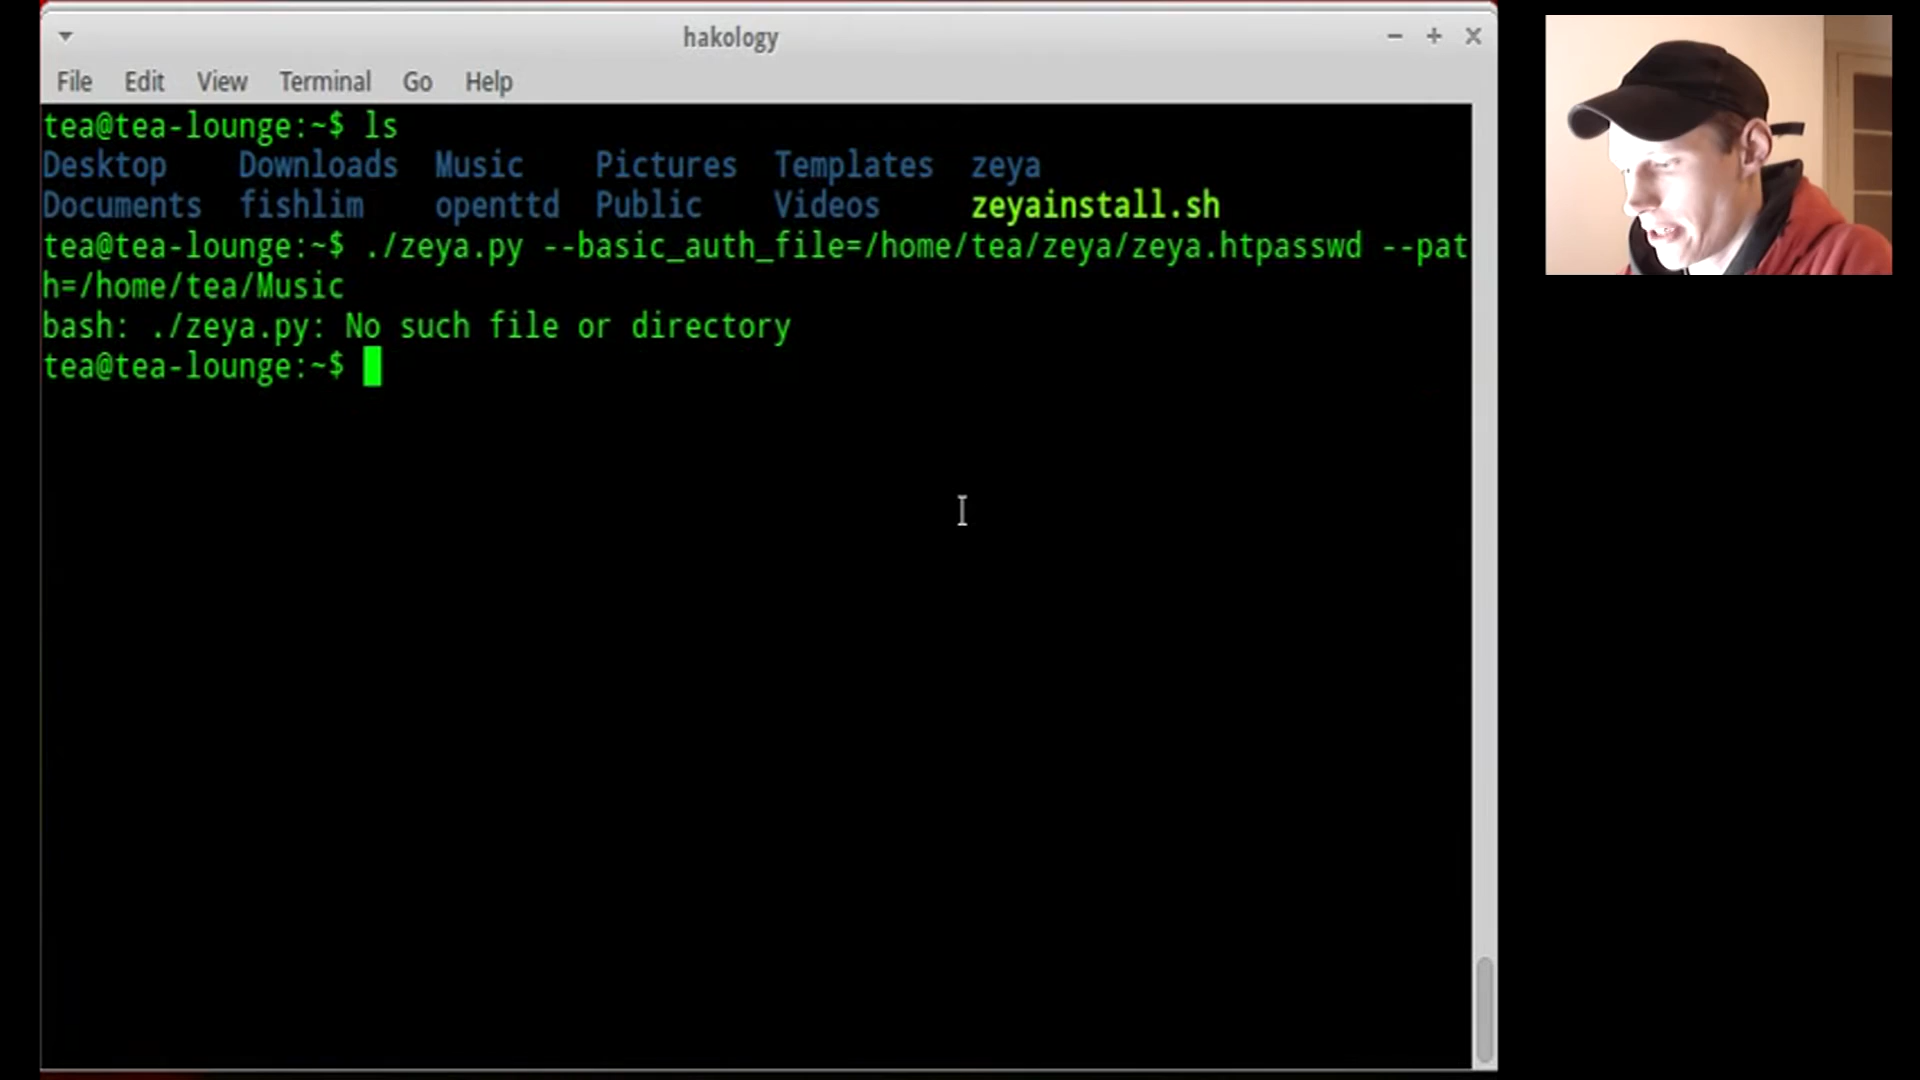 hakology
File Edit View Terminal Go Help
tea@tea-lounge:~$ ls
Desktop Downloads Music Pictures Templates zeya
Documents fishlim openttd Public Videos zeyainstall.sh
tea@tea-lounge:~$ ./zeya.py --basic_auth_file=/home/tea/zeya/zeya.htpasswd --pat
h=/home/tea/Music
bash: ./zeya.py: No such file or directory
tea@tea-lounge:~$